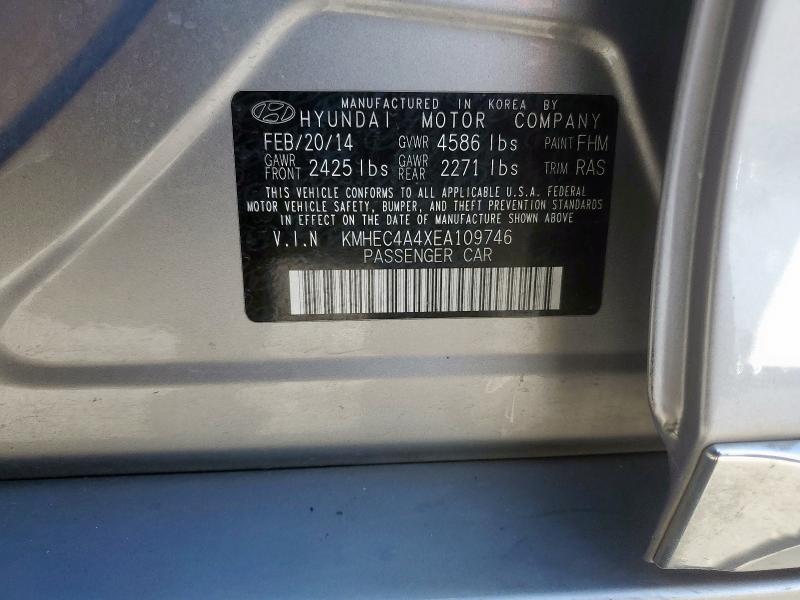 MANUFACTURED IN KOREA BY
HYUNDAI MOTOR COMPANY
FEB/20/14 GVWR 4586 lbs PAINT FHM
GAWR FRONT 2425 lbs GAWR REAR 2271 lbs TRIM RAS
THIS VEHICLE CONFORMS TO ALL APPLICABLE U.S.A. FEDERAL
MOTOR VEHICLE SAFETY, BUMPER, AND THEFT PREVENTION STANDARDS
IN EFFECT ON THE DATE OF MANUFACTURE SHOWN ABOVE
V.I.N KMHEC4A4XEA109746
PASSENGER CAR